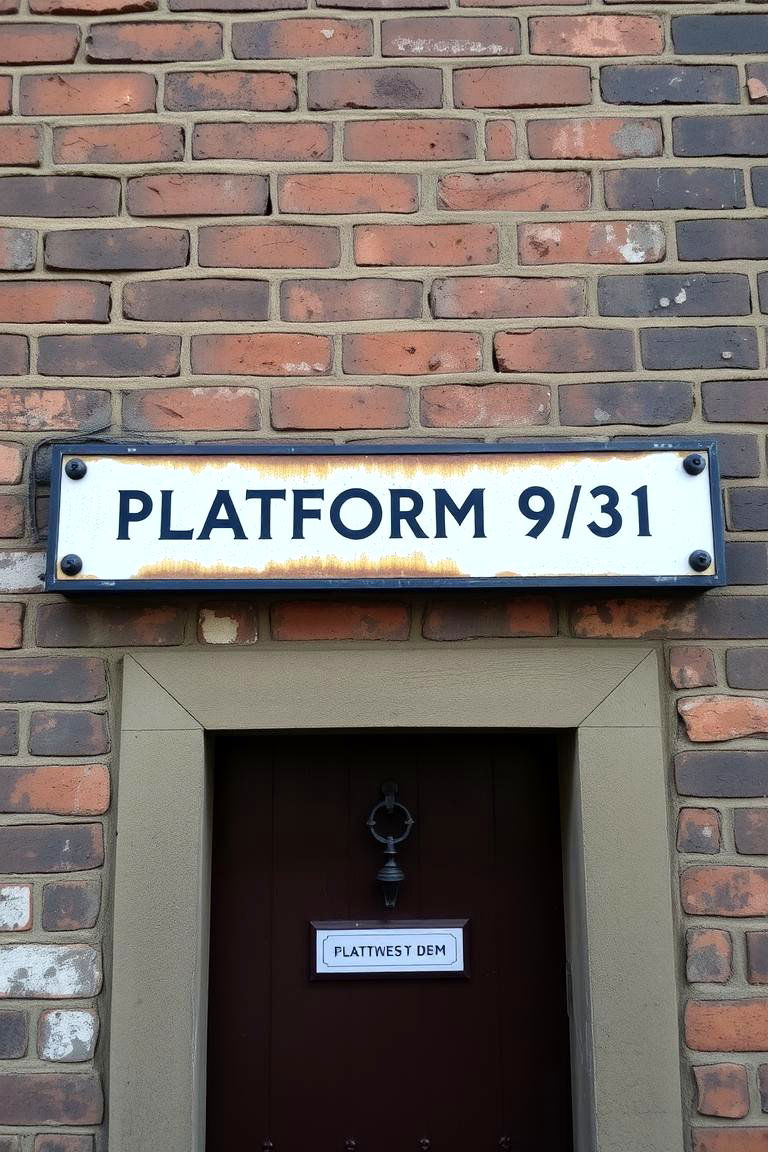 PLATFORM 9/31
PLATTWEST DEM